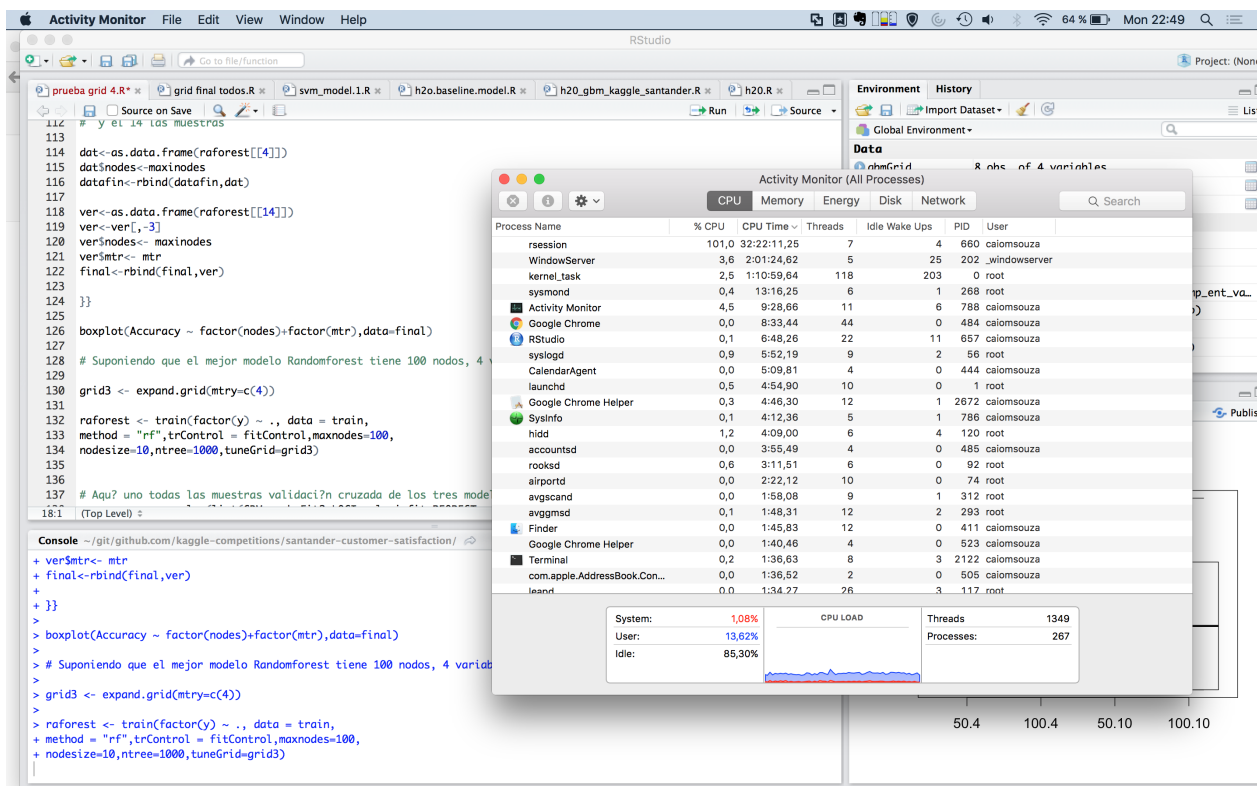 Activity Monitor File Edit View Window Help 64 % Mon 22:49
RStudio
Go to file/function
Project: (None
prueba grid 4.R* grid final todos.R svm_model.1.R h2o.baseline.model.R h20_gbm_kaggle_santander.R h20.R
Source on Save Run Source
112 # y el 14 las muestras
113
114 dat<-as.data.frame(raforest[[4]])
115 dat$nodes<-maxinodes
116 datafin<-rbind(datafin,dat)
117
118 ver<-as.data.frame(raforest[[14]])
119 ver<-ver[,-3]
120 ver$nodes<- maxinodes
121 ver$mtr<- mtr
122 final<-rbind(final,ver)
123
124 }}
125
126 boxplot(Accuracy ~ factor(nodes)+factor(mtr),data=final)
127
128 # Suponiendo que el mejor modelo Randomforest tiene 100 nodos, 4
129
130 grid3 <- expand.grid(mtry=c(4))
131
132 raforest <- train(factor(y) ~ ., data = train,
133 method = "rf",trControl = fitControl,maxnodes=100,
134 nodesize=10,ntree=1000,tuneGrid=grid3)
135
136
137 # Aqu? uno todas las muestras validaci?n cruzada de los tres model
18:1 (Top Level)
Console ~/git/github.com/kaggle-competitions/santander-customer-satisfaction/
+ ver$mtr<- mtr
+ final<-rbind(final,ver)
+
+ }}
>
> boxplot(Accuracy ~ factor(nodes)+factor(mtr),data=final)
>
> # Suponiendo que el mejor modelo Randomforest tiene 100 nodos, 4 variab
>
> grid3 <- expand.grid(mtry=c(4))
>
> raforest <- train(factor(y) ~ ., data = train,
+ method = "rf",trControl = fitControl,maxnodes=100,
+ nodesize=10,ntree=1000,tuneGrid=grid3)
Environment History
Import Dataset Lis
Global Environment
Data
gbmGrid 8 obs. of 4 variables
mp_ent_va…
Publis
50.4 100.4 50.10 100.10
Activity Monitor (All Processes)
CPU Memory Energy Disk Network Search
Process Name % CPU CPU Time Threads Idle Wake Ups PID User
rsession 101,0 32:22:11,25 7 4 660 caiomsouza
WindowServer 3,6 2:01:24,62 5 25 202 _windowserver
kernel_task 2,5 1:10:59,64 118 203 0 root
sysmond 0,4 13:16,25 6 1 268 root
Activity Monitor 4,5 9:28,66 11 6 788 caiomsouza
Google Chrome 0,0 8:33,44 44 0 484 caiomsouza
RStudio 0,1 6:48,26 22 11 657 caiomsouza
syslogd 0,9 5:52,19 9 2 56 root
CalendarAgent 0,0 5:09,81 4 0 444 caiomsouza
launchd 0,5 4:54,90 10 0 1 root
Google Chrome Helper 0,3 4:46,30 12 1 2672 caiomsouza
SysInfo 0,1 4:12,36 5 1 786 caiomsouza
hidd 1,2 4:09,00 6 4 120 root
accountsd 0,0 3:55,49 4 0 485 caiomsouza
rooksd 0,6 3:11,51 6 0 92 root
airportd 0,0 2:22,12 10 0 74 root
avgscand 0,0 1:58,08 9 1 312 root
avggmsd 0,1 1:48,31 12 2 293 root
Finder 0,0 1:45,83 12 0 411 caiomsouza
Google Chrome Helper 0,0 1:40,46 4 0 523 caiomsouza
Terminal 0,2 1:36,63 8 3 2122 caiomsouza
com.apple.AddressBook.Con... 0,0 1:36,52 2 0 505 caiomsouza
leapd 0,0 1:34,27 26 3 117 root
System: 1,08% CPU LOAD Threads 1349
User: 13,62% Processes: 267
Idle: 85,30%